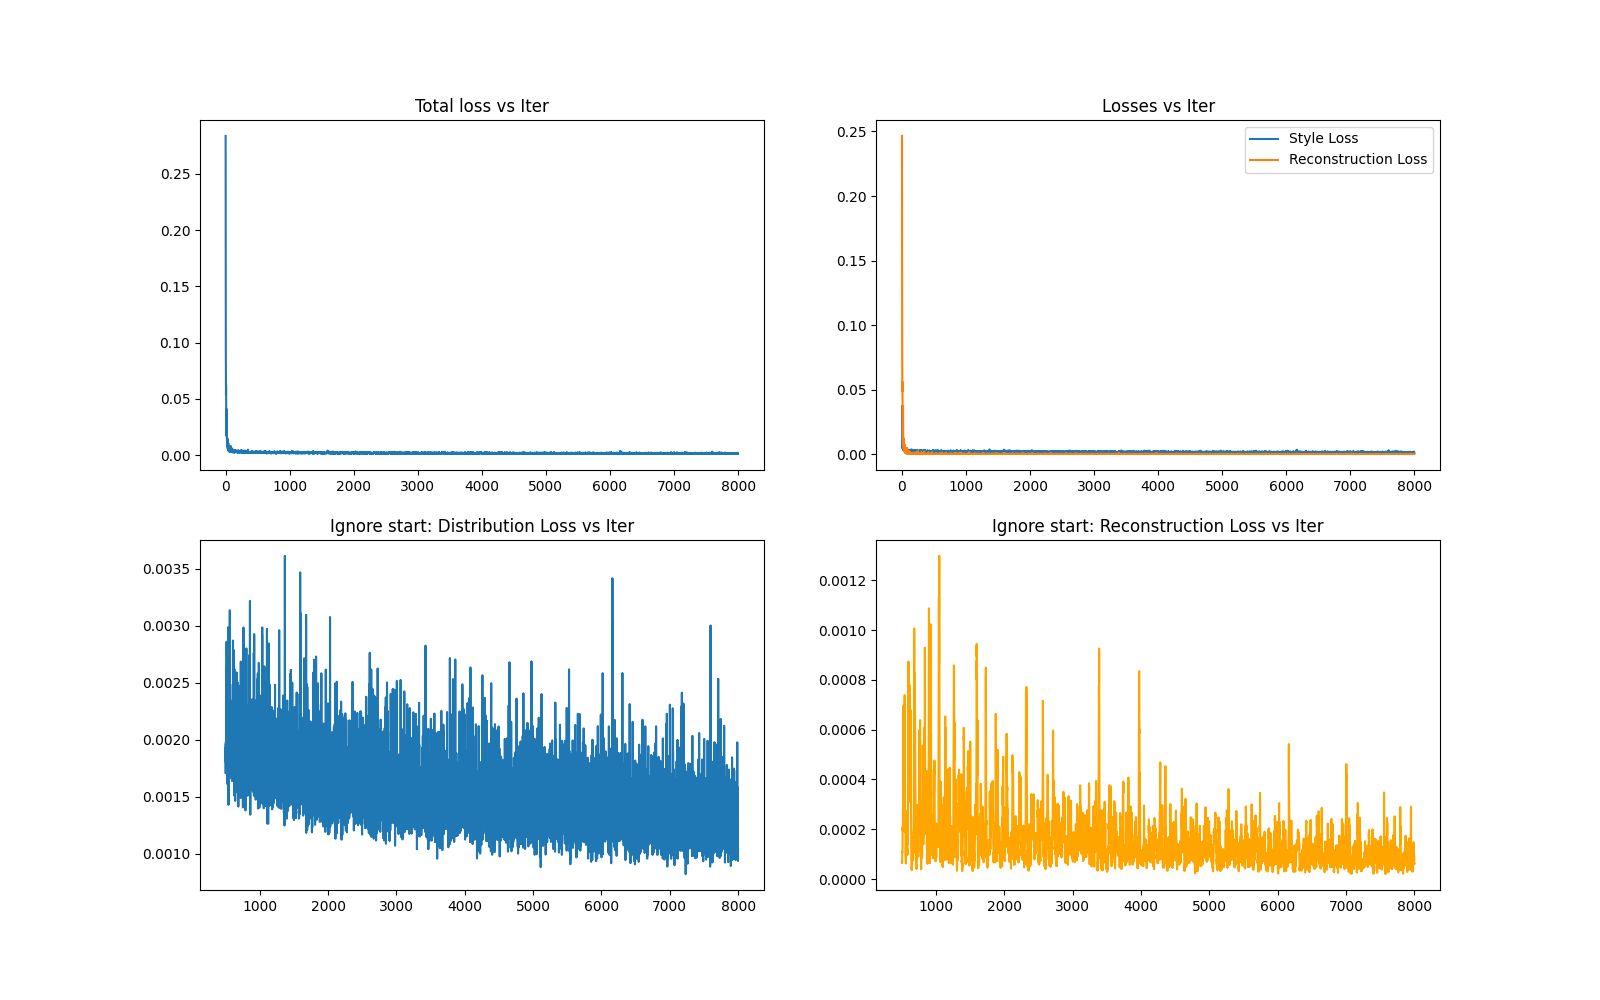 Total loss vs Iter
0.25
0.20
0.15
0.10
0.05
0.00
0 1000 2000 3000 4000 5000 6000 7000 8000
Losses vs Iter
Style Loss
Reconstruction Loss
0.25
0.20
0.15
0.10
0.05
0.00
0 1000 2000 3000 4000 5000 6000 7000 8000
Ignore start: Distribution Loss vs Iter
0.0035
0.0030
0.0025
0.0020
0.0015
0.0010
1000 2000 3000 4000 5000 6000 7000 8000
Ignore start: Reconstruction Loss vs Iter
0.0012
0.0010
0.0008
0.0006
0.0004
0.0002
0.0000
1000 2000 3000 4000 5000 6000 7000 8000